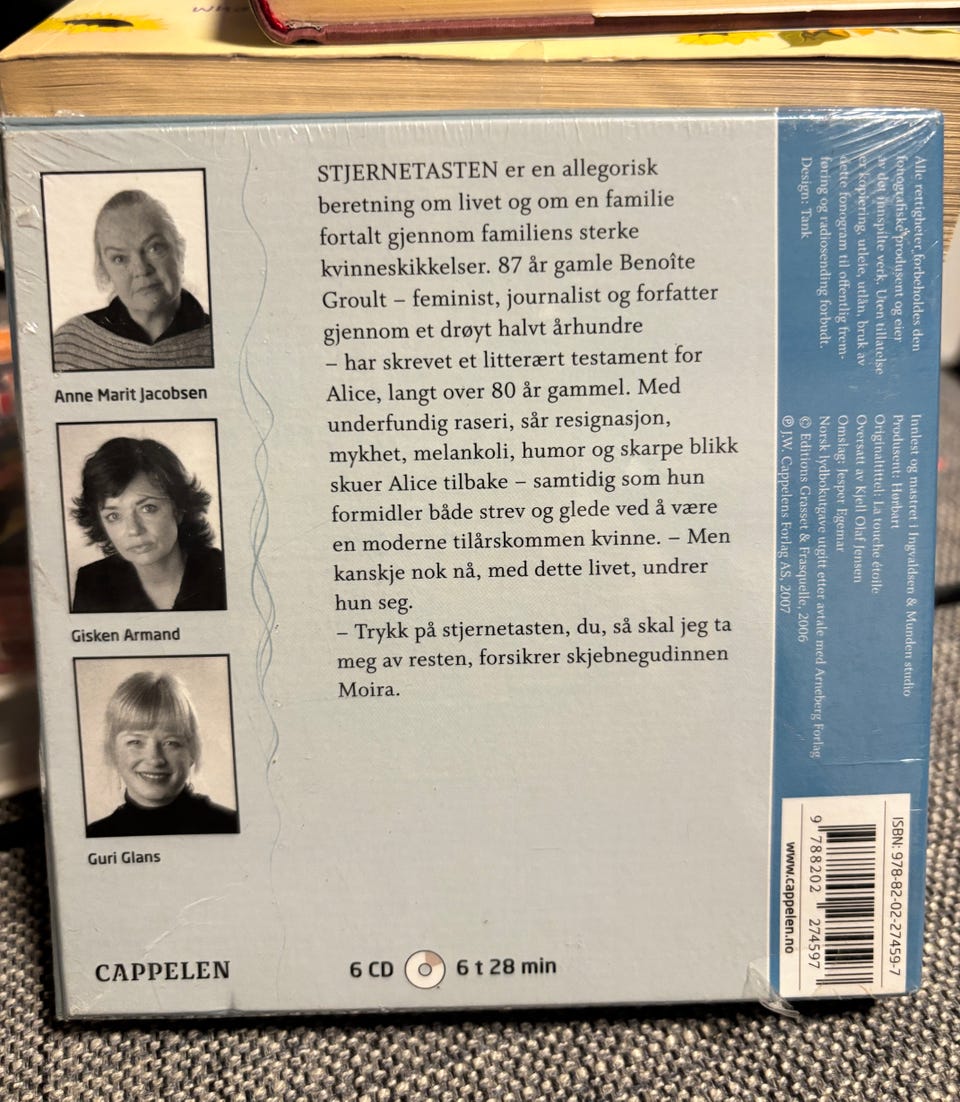 Anne Marit Jacobsen
Gisken Armand
Guri Glans
STJERNETASTEN er en allegorisk
beretning om livet og om en familie
fortalt gjennom familiens sterke
kvinneskikkelser. 87 år gamle Benoîte
Groult – feminist, journalist og forfatter
gjennom et drøyt halvt århundre
– har skrevet et litterært testament for
Alice, langt over 80 år gammel. Med
underfundig raseri, sår resignasjon,
mykhet, melankoli, humor og skarpe blikk
skuer Alice tilbake – samtidig som hun
formidler både strev og glede ved å være
en moderne tilårskommen kvinne. – Men
kanskje nok nå, med dette livet, undrer
hun seg.
– Trykk på stjernetasten, du, så skal jeg ta
meg av resten, forsikrer skjebnegudinnen
Moira.
CAPPELEN
6 CD
6 t 28 min
Alle rettigheter forbeholdes den
fonografiske produsent og eier
av det innspilte verk. Uten tillatelse
er kopiering, utleie, utlån, bruk av
dette fonogram til offentlig frem-
føring og radiosending forbudt.
Design: Tank
Innlest og mastret i Ingvaldsen & Munden studio
Produsent: Hørbart
Originaltittel: La touche étoile
Oversatt av Kjell Olaf Jensen
Omslag: Jesper Egemar
Norsk lydbokutgave utgitt etter avtale med Arneberg Forlag
© Editions Grasset & Frasquelle, 2006
℗ J.W. Cappelens Forlag AS, 2007
ISBN: 978-82-02-27459-7
9 788202 274597
www.cappelen.no